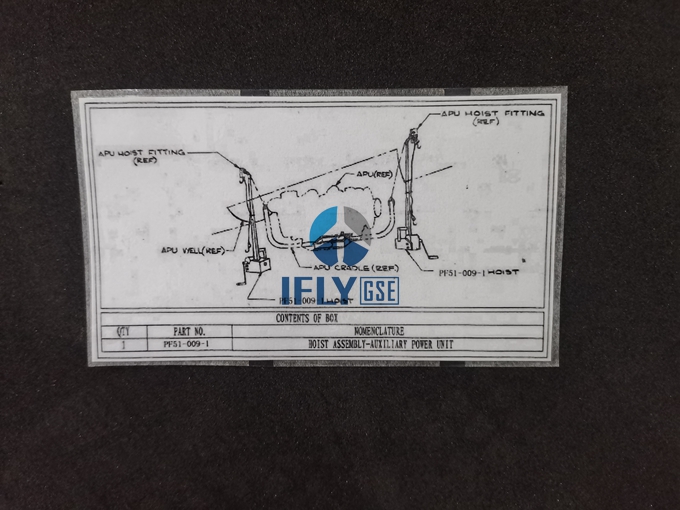 APU HOIST FITTING
(REF)
APU HOIST FITTING
(REF)
APU(REF)
APU WELL(REF)
APU CRADLE(REF)
PF51-009-1 HOIST
PF51-009-1 HOIST
IFLY GSE
CONTENTS OF BOX
QTY PART NO. NOMENCLATURE
1 PF51-009-1 HOIST ASSEMBLY-AUXILIARY POWER UNIT